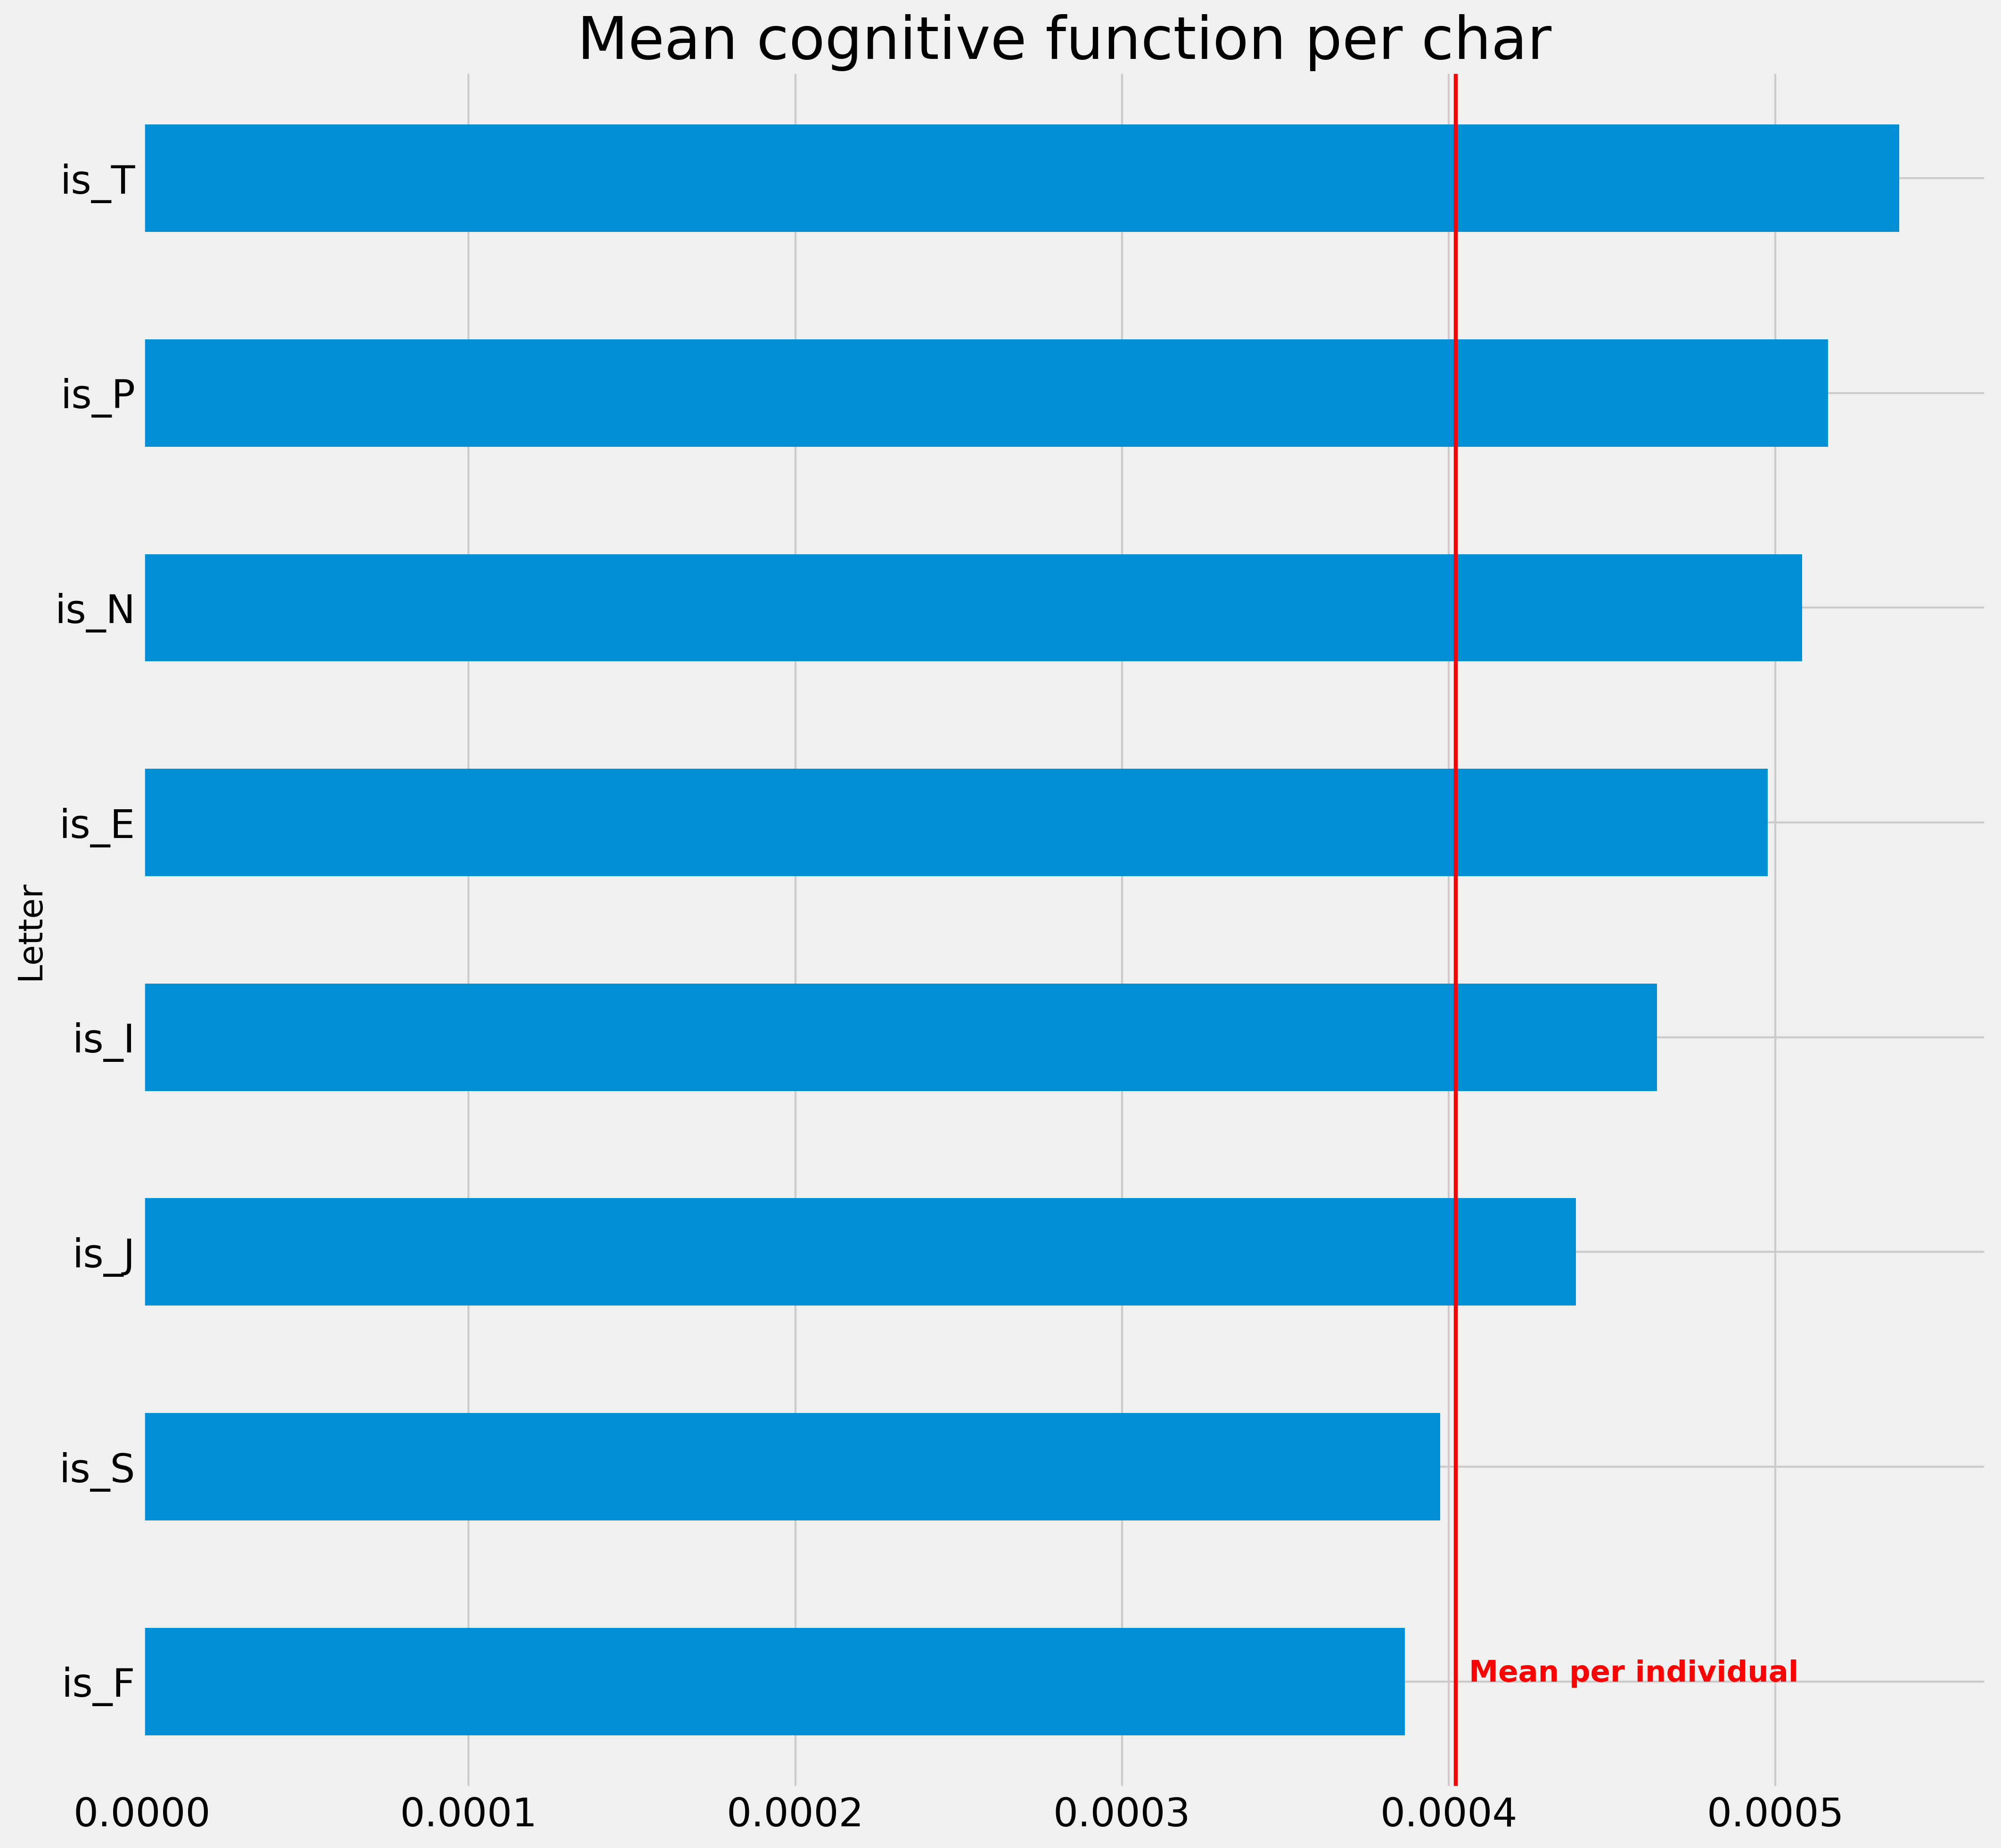 Mean cognitive function per char
is_T
is_P
is_N
is_E
Letter
is_I
is_J
is_S
is_F
Mean per individual
0.0000 0.0001 0.0002 0.0003 0.0004 0.0005